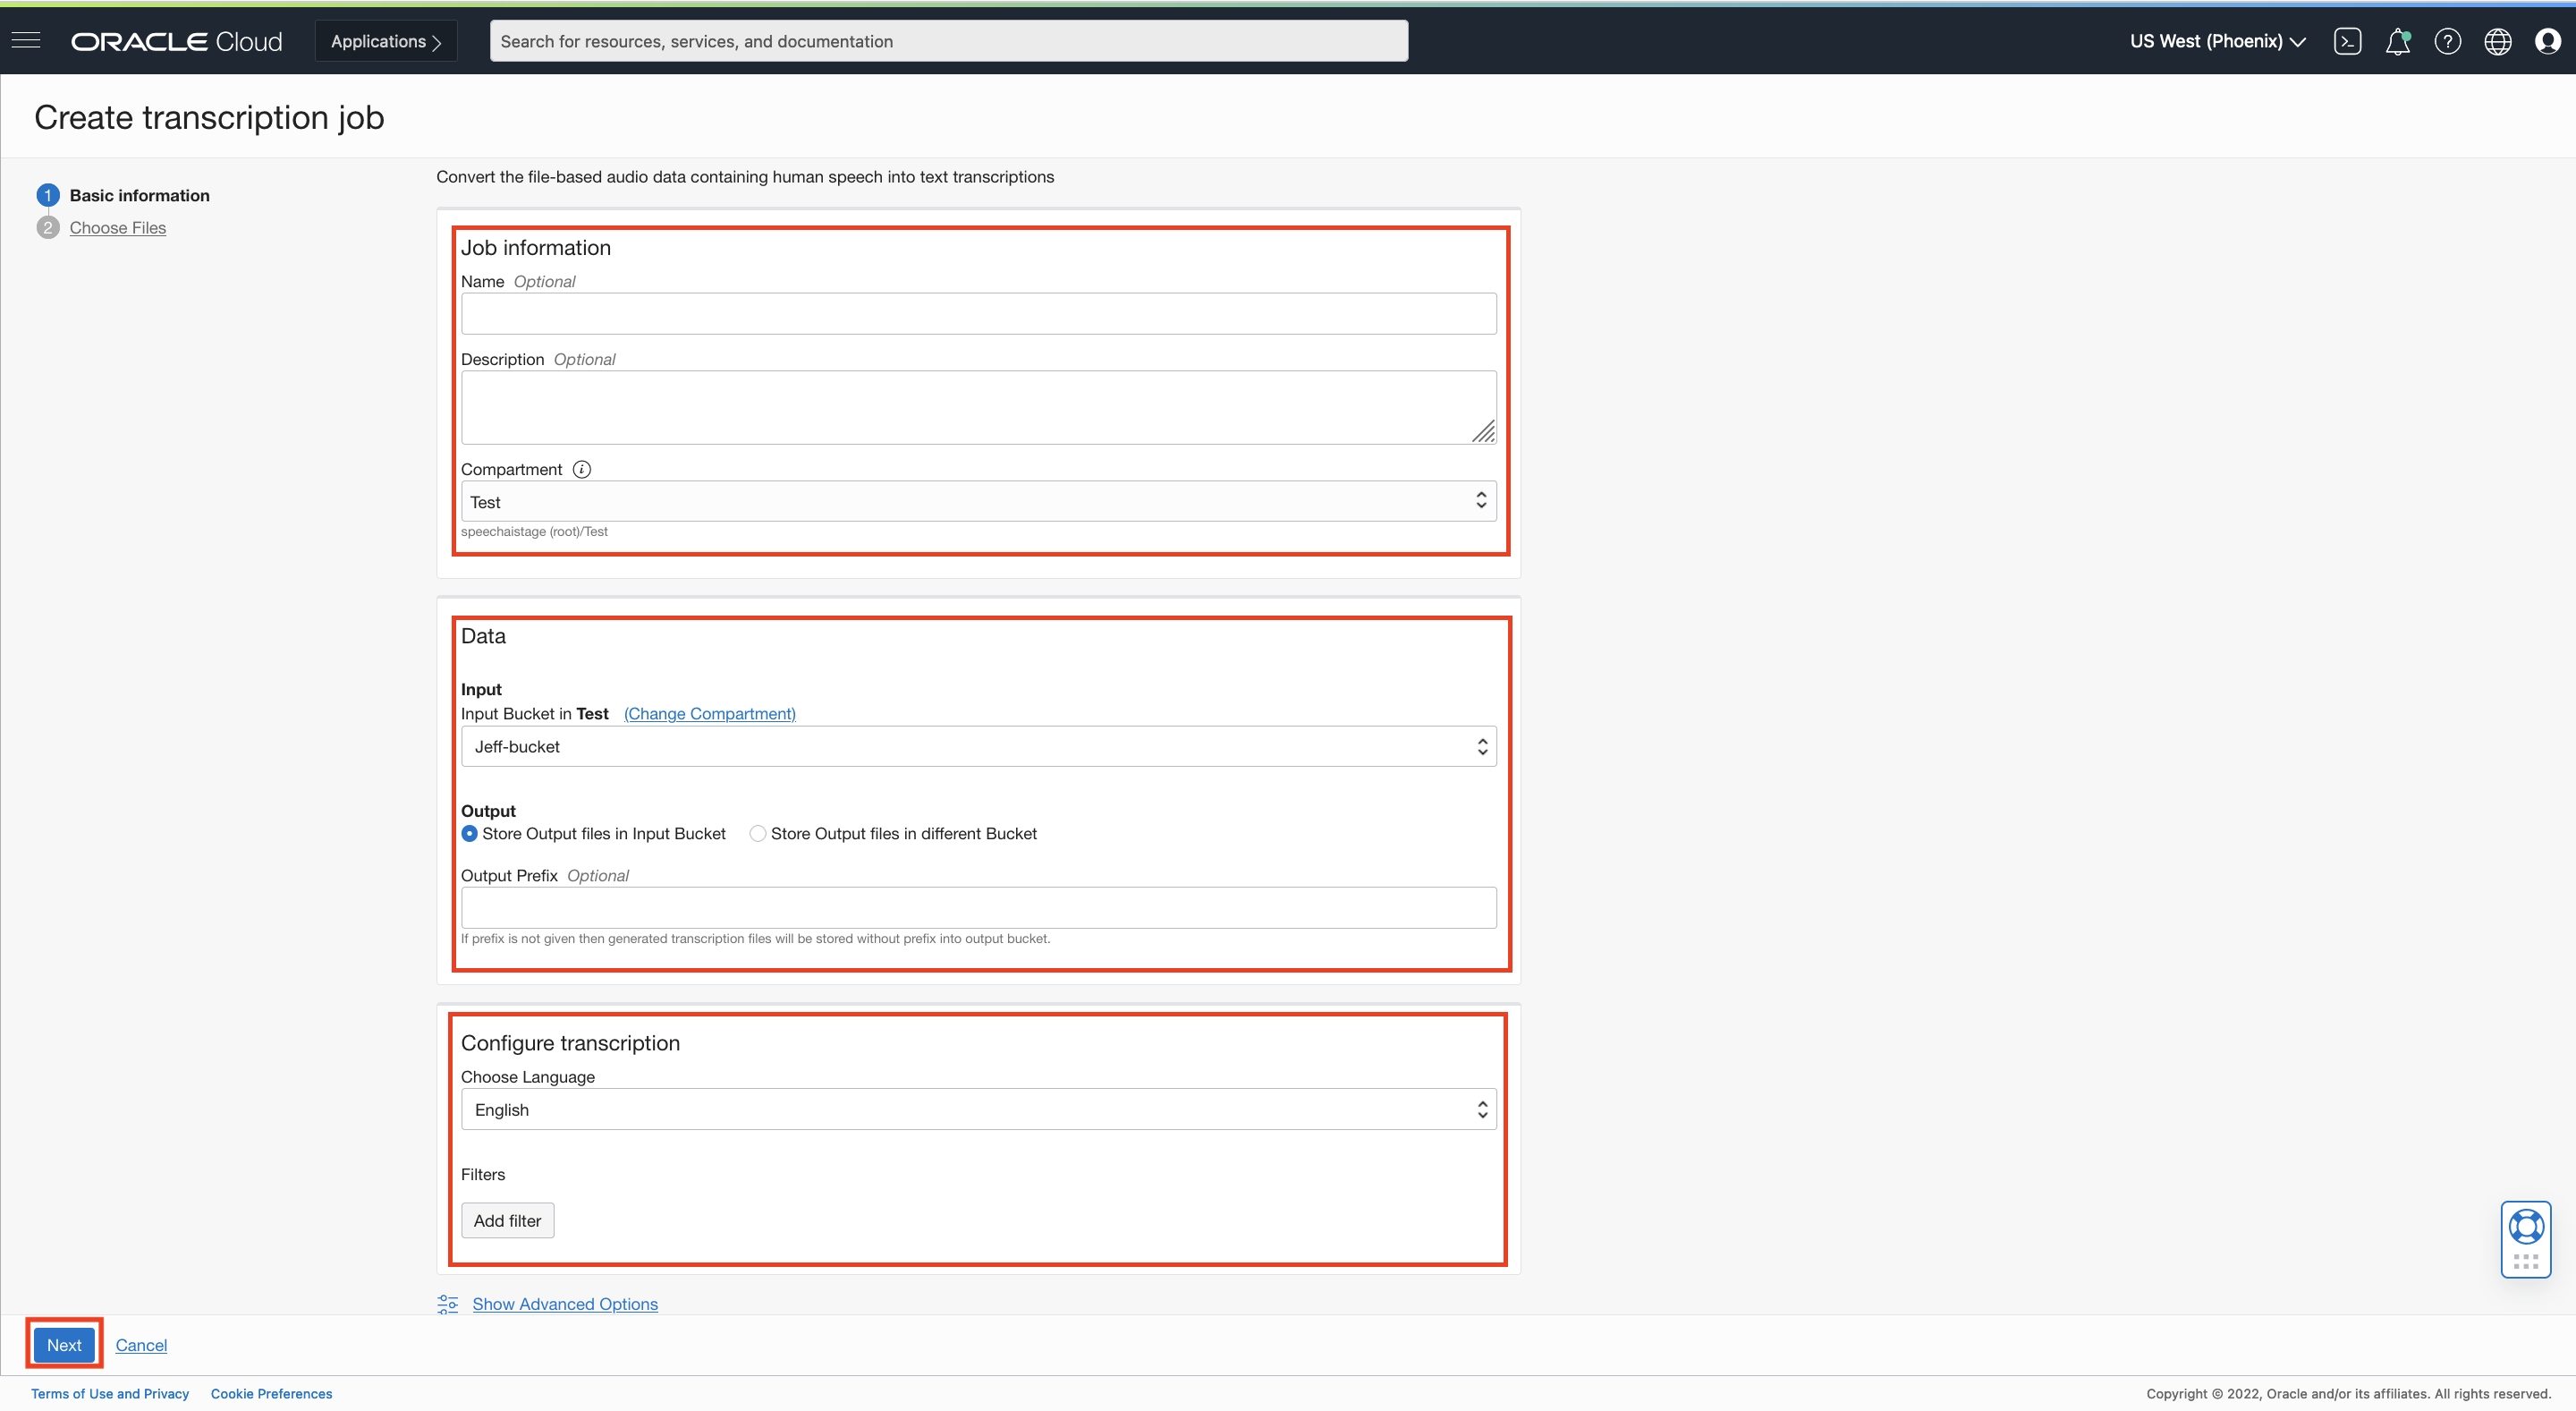 ORACLE Cloud Applications Search for resources, services, and documentation US West (Phoenix)
Create transcription job
1 Basic information
2 Choose Files
Convert the file-based audio data containing human speech into text transcriptions
Job information
Name Optional
Description Optional
Compartment i
Test
speechaistage (root)/Test
Data
Input
Input Bucket in Test (Change Compartment)
Jeff-bucket
Output
Store Output files in Input Bucket Store Output files in different Bucket
Output Prefix Optional
If prefix is not given then generated transcription files will be stored without prefix into output bucket.
Configure transcription
Choose Language
English
Filters
Add filter
Show Advanced Options
Next Cancel
Terms of Use and Privacy Cookie Preferences Copyright © 2022, Oracle and/or its affiliates. All rights reserved.